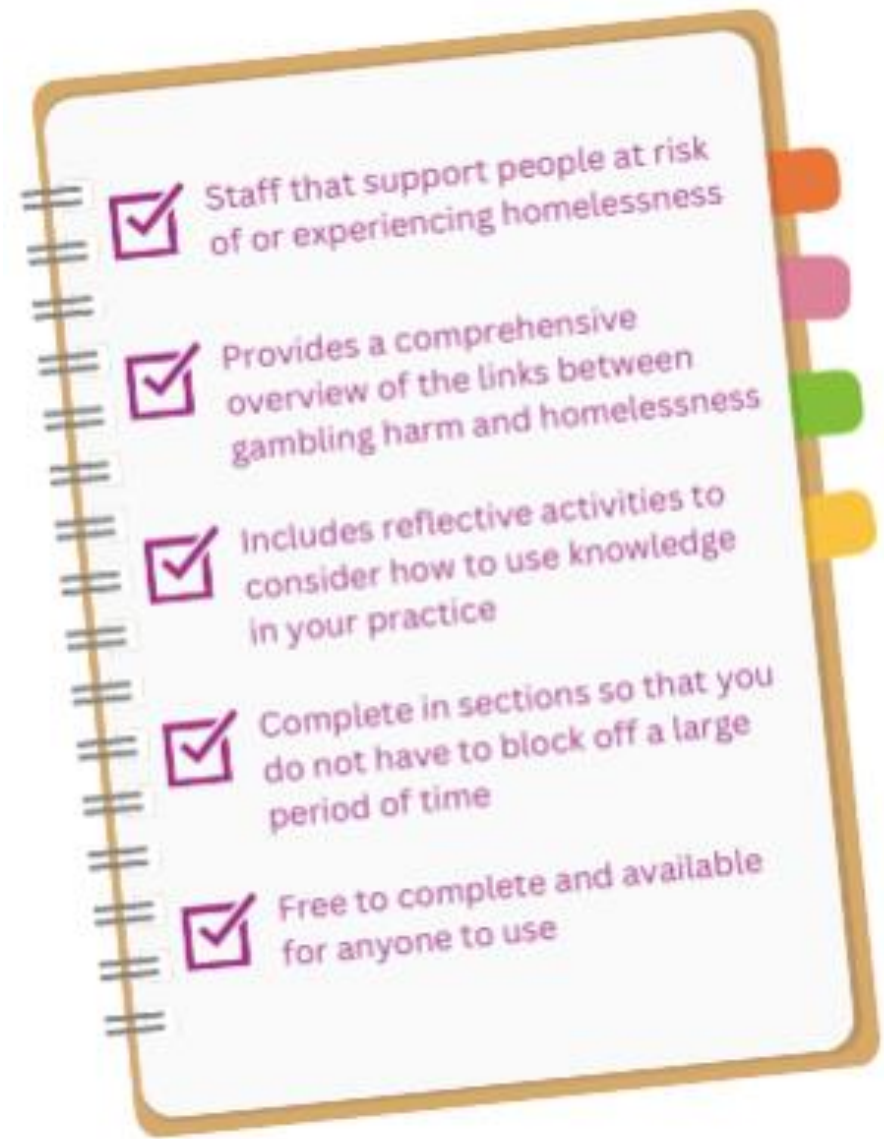 Staff that support people at risk
of or experiencing homelessness
Provides a comprehensive
overview of the links between
gambling harm and homelessness
Includes reflective activities to
consider how to use knowledge
in your practice
Complete in sections so that you
do not have to block off a large
period of time
Free to complete and available
for anyone to use